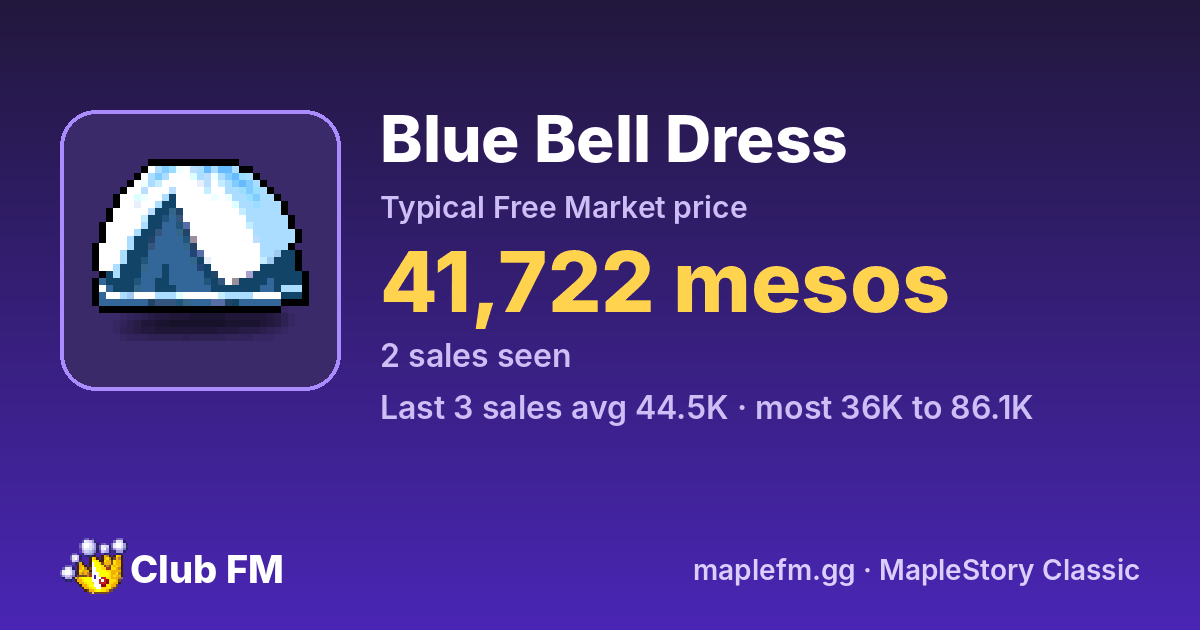 Blue Bell Dress
Typical Free Market price
41,722 mesos
2 sales seen
Last 3 sales avg 44.5K · most 36K to 86.1K
Club FM
maplefm.gg · MapleStory Classic